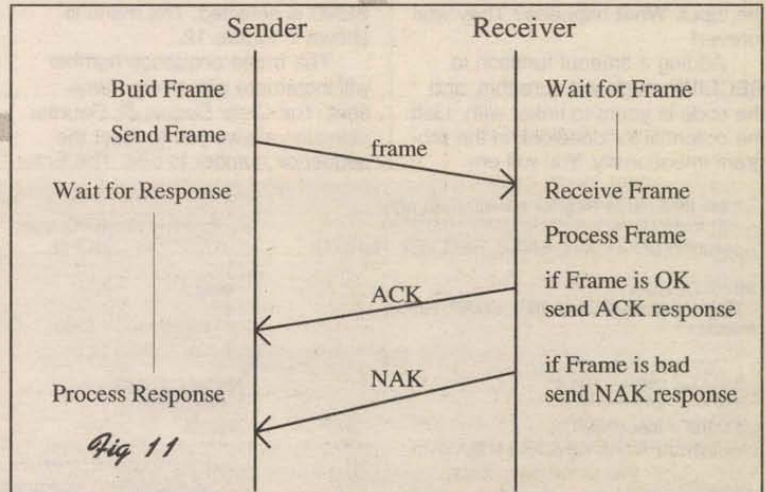 Sender
Receiver
Buid Frame
Wait for Frame
Send Frame
frame
Wait for Response
Receive Frame
Process Frame
ACK
if Frame is OK
send ACK response
NAK
if Frame is bad
send NAK response
Process Response
Fig 11